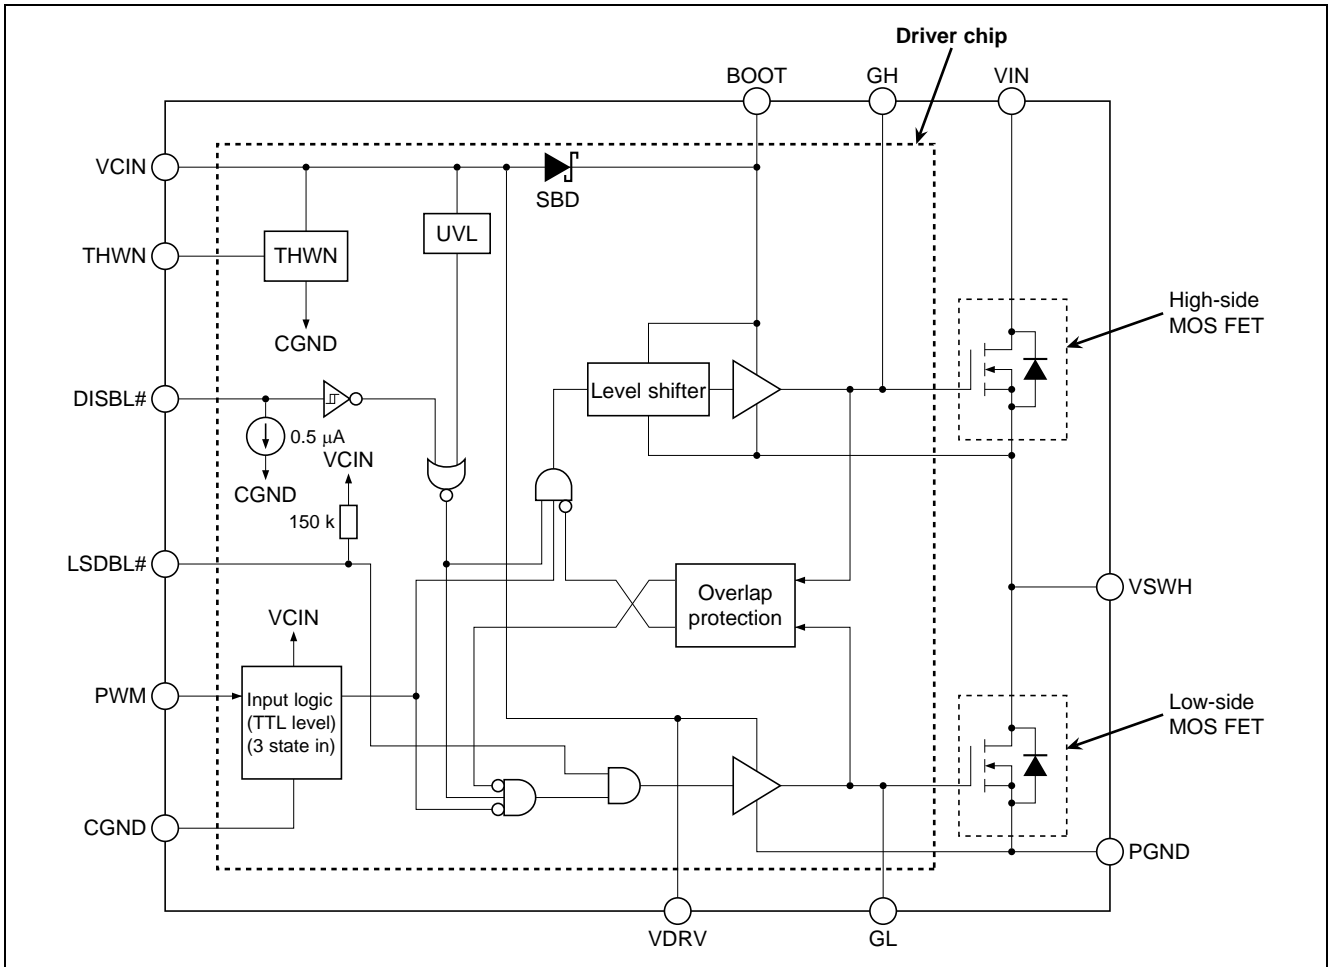 Driver chip
BOOT
GH
VIN
VCIN
SBD
THWN
THWN
UVL
CGND
High-side
MOS FET
DISBL#
Level shifter
0.5 μA
VCIN
CGND
150 k
LSDBL#
Overlap
protection
VSWH
VCIN
PWM
Input logic
(TTL level)
(3 state in)
Low-side
MOS FET
CGND
PGND
VDRV
GL